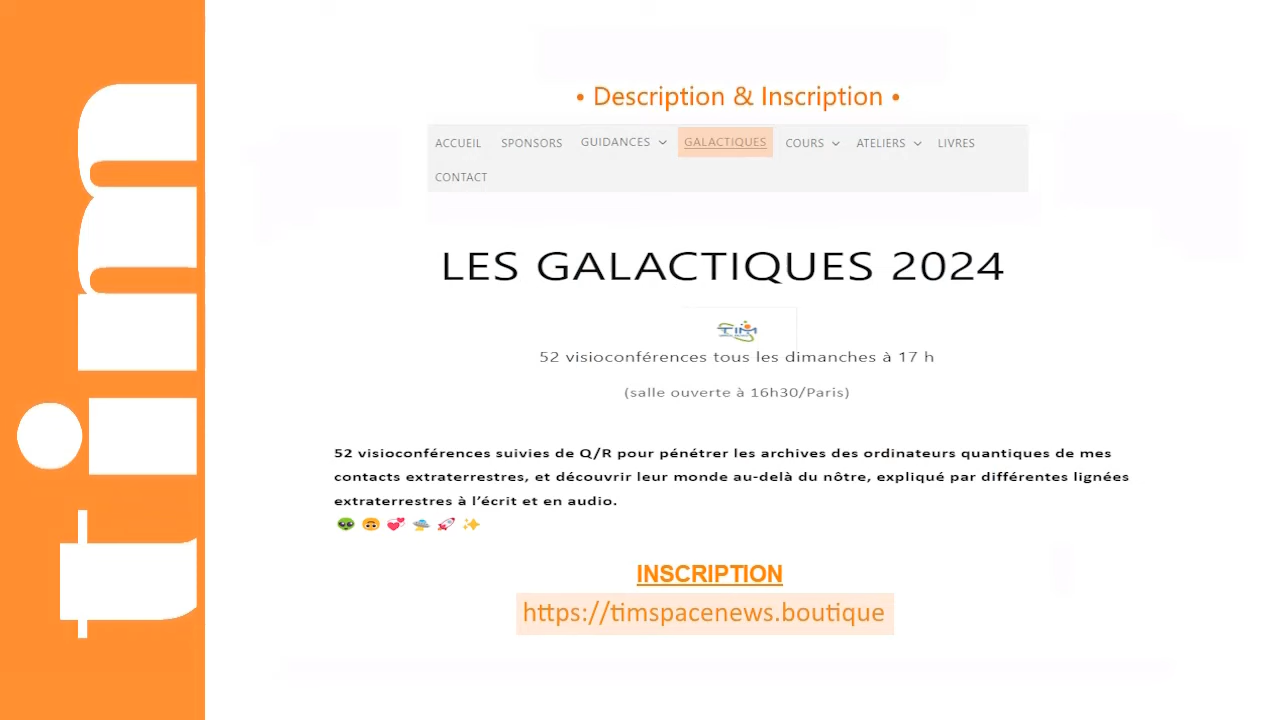 tim
• Description & Inscription •
ACCUEIL SPONSORS GUIDANCES GALACTIQUES COURS ATELIERS LIVRES
CONTACT
LES GALACTIQUES 2024
TIM
52 visioconférences tous les dimanches à 17 h
(salle ouverte à 16h30/Paris)
52 visioconférences suivies de Q/R pour pénétrer les archives des ordinateurs quantiques de mes
contacts extraterrestres, et découvrir leur monde au-delà du nôtre, expliqué par différentes lignées
extraterrestres à l’écrit et en audio.
👽 🙃 💞 🛸 🚀 ✨
INSCRIPTION
https://timspacenews.boutique